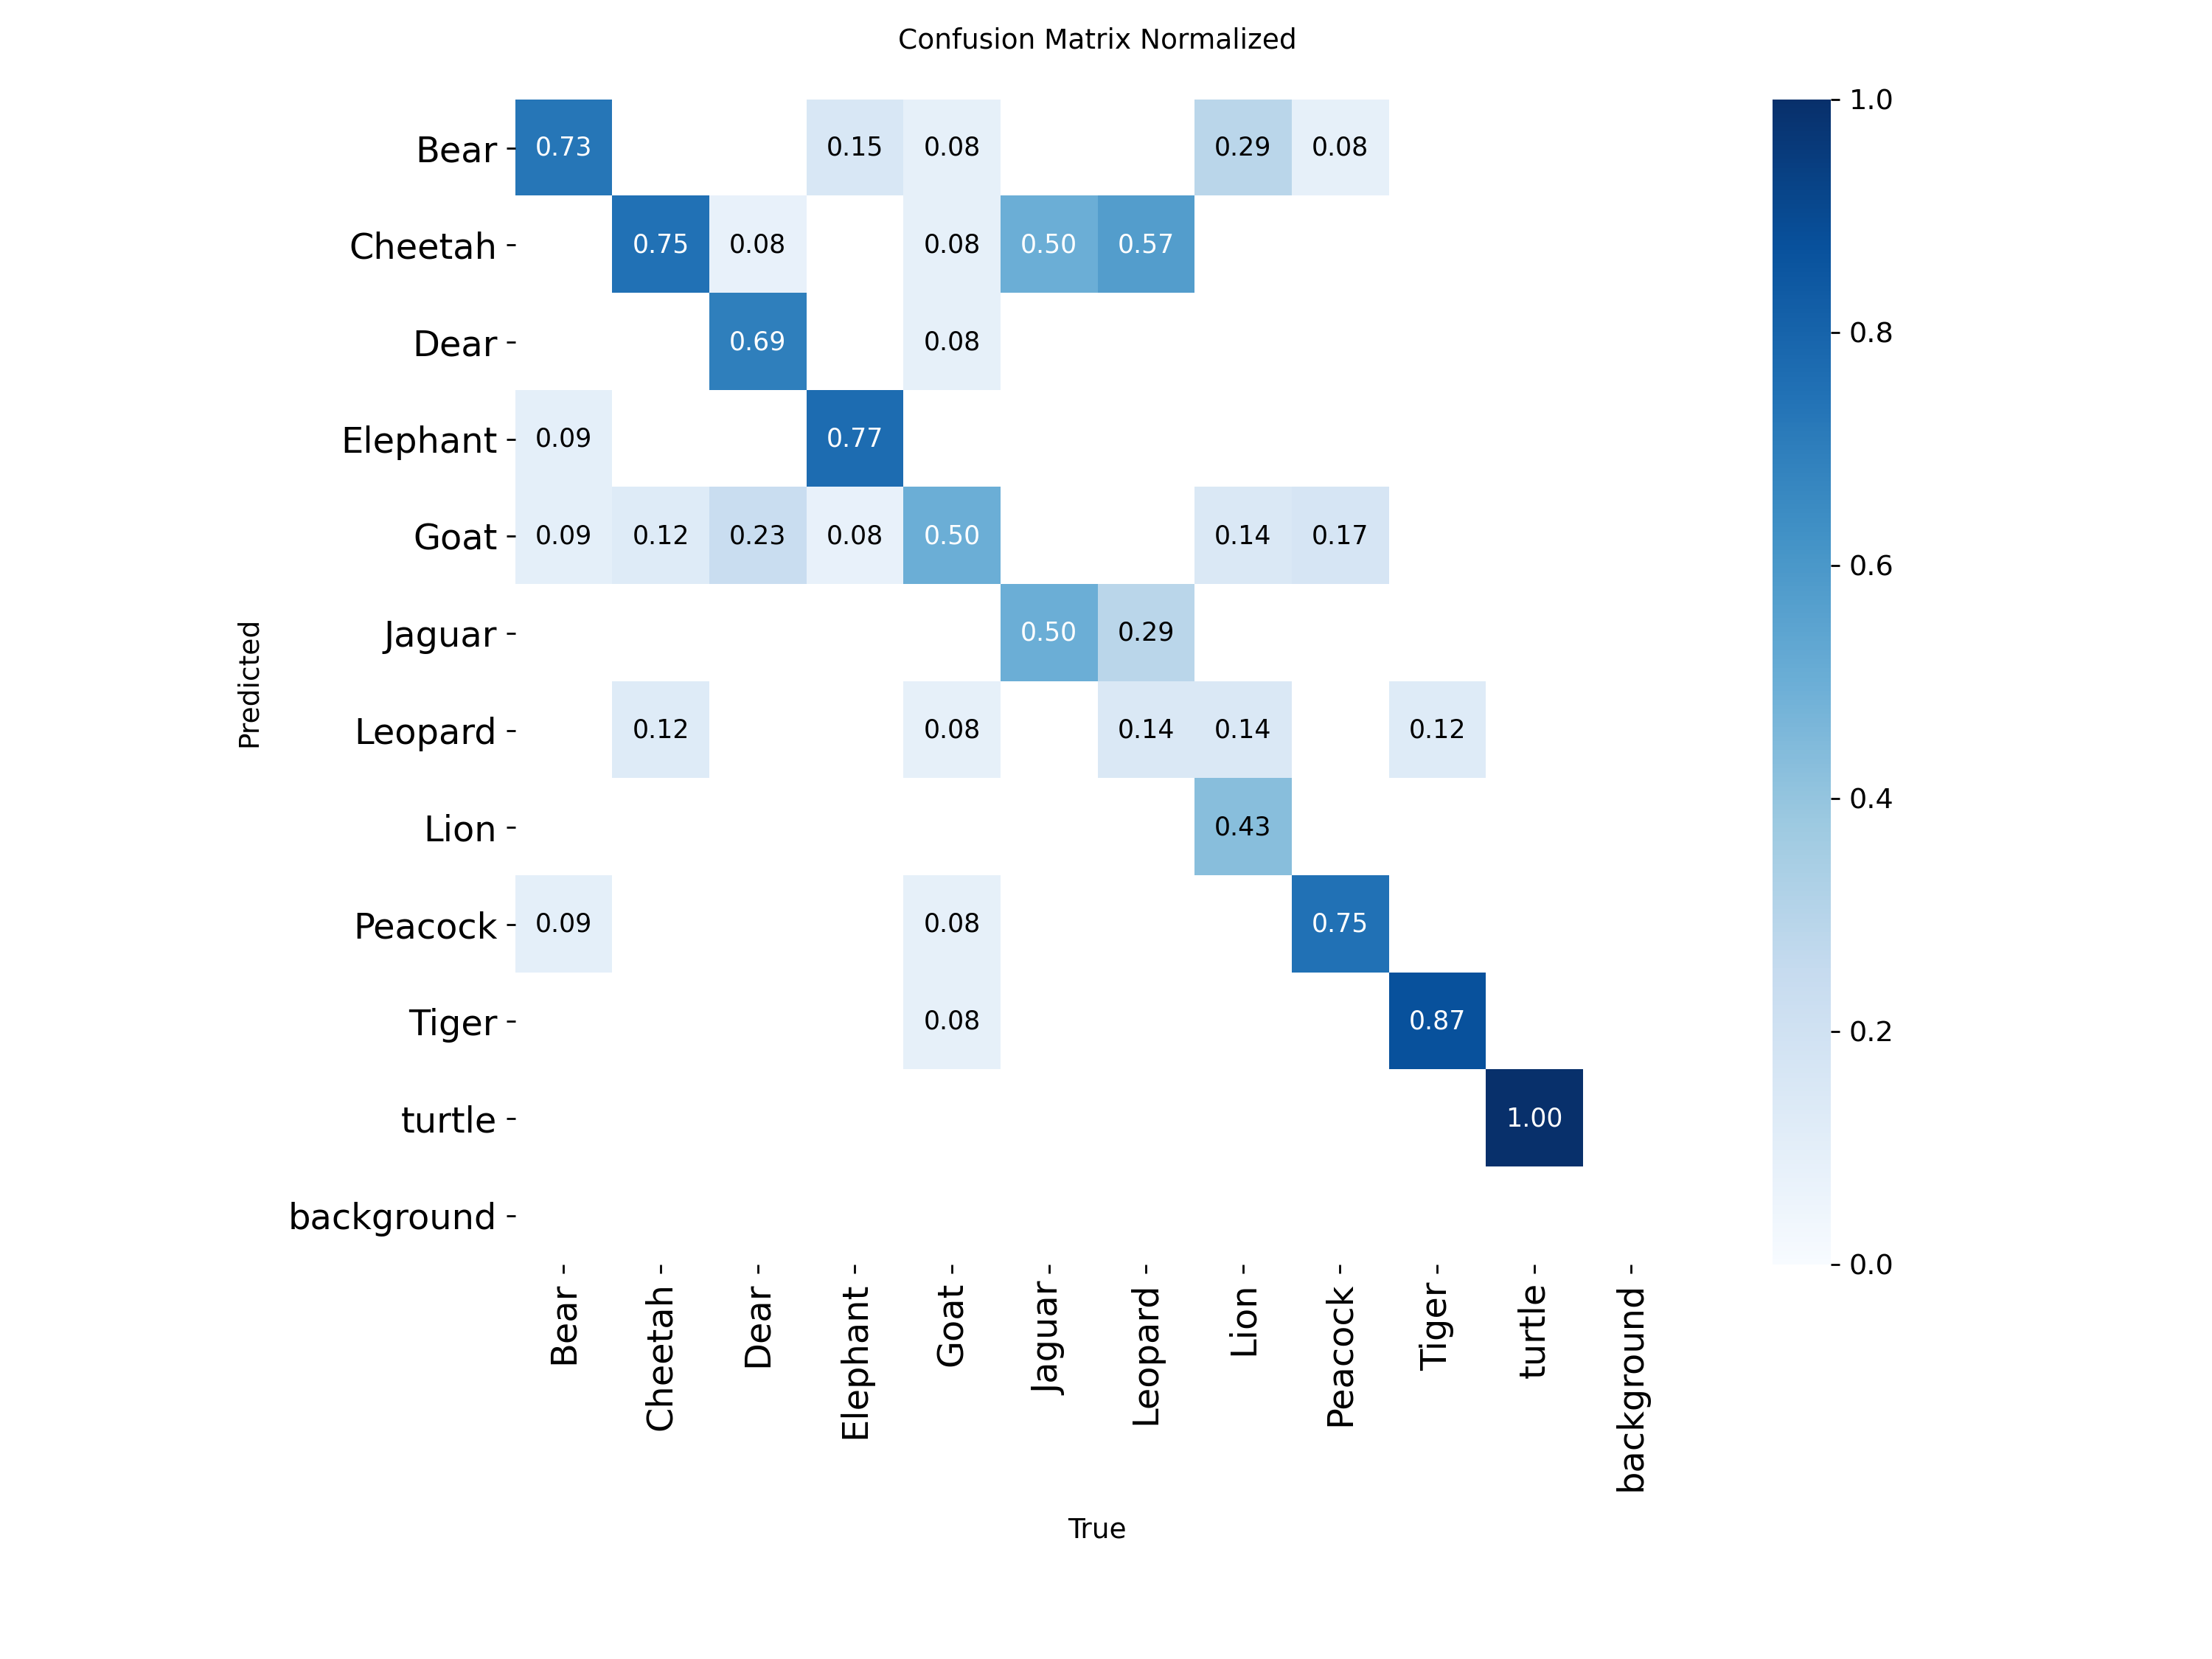 Confusion Matrix Normalized
Bear 0.73 0.15 0.08 0.29 0.08
Cheetah 0.75 0.08 0.08 0.50 0.57
Dear 0.69 0.08
Elephant 0.09 0.77
Goat 0.09 0.12 0.23 0.08 0.50 0.14 0.17
Jaguar 0.50 0.29
Leopard 0.12 0.08 0.14 0.14 0.12
Lion 0.43
Peacock 0.09 0.08 0.75
Tiger 0.08 0.87
turtle 1.00
background
Predicted
Bear Cheetah Dear Elephant Goat Jaguar Leopard Lion Peacock Tiger turtle background
True
1.0
0.8
0.6
0.4
0.2
0.0